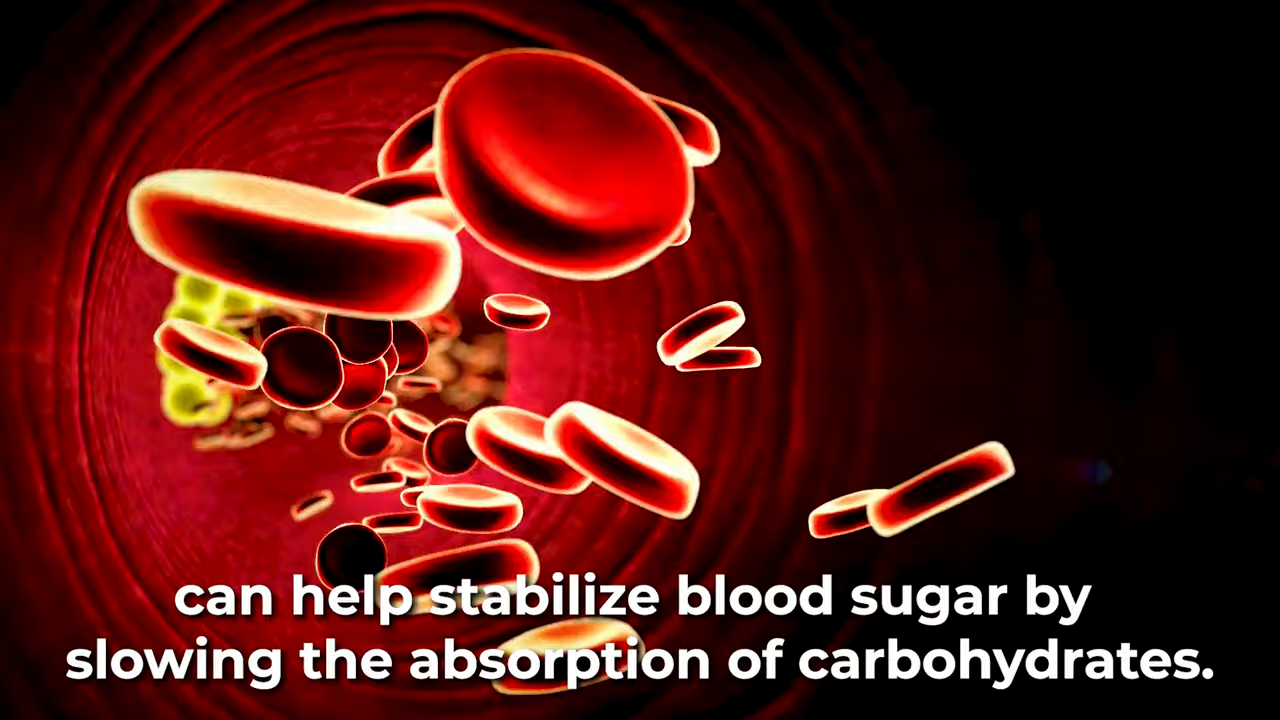 can help stabilize blood sugar by
slowing the absorption of carbohydrates.